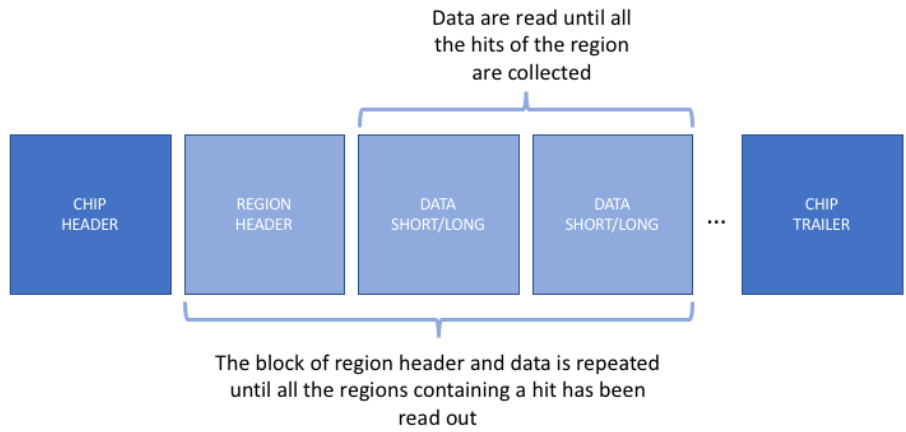 Data are read until all
the hits of the region
are collected
CHIP
HEADER
REGION
HEADER
DATA
SHORT/LONG
DATA
SHORT/LONG
...
CHIP
TRAILER
The block of region header and data is repeated
until all the regions containing a hit has been
read out